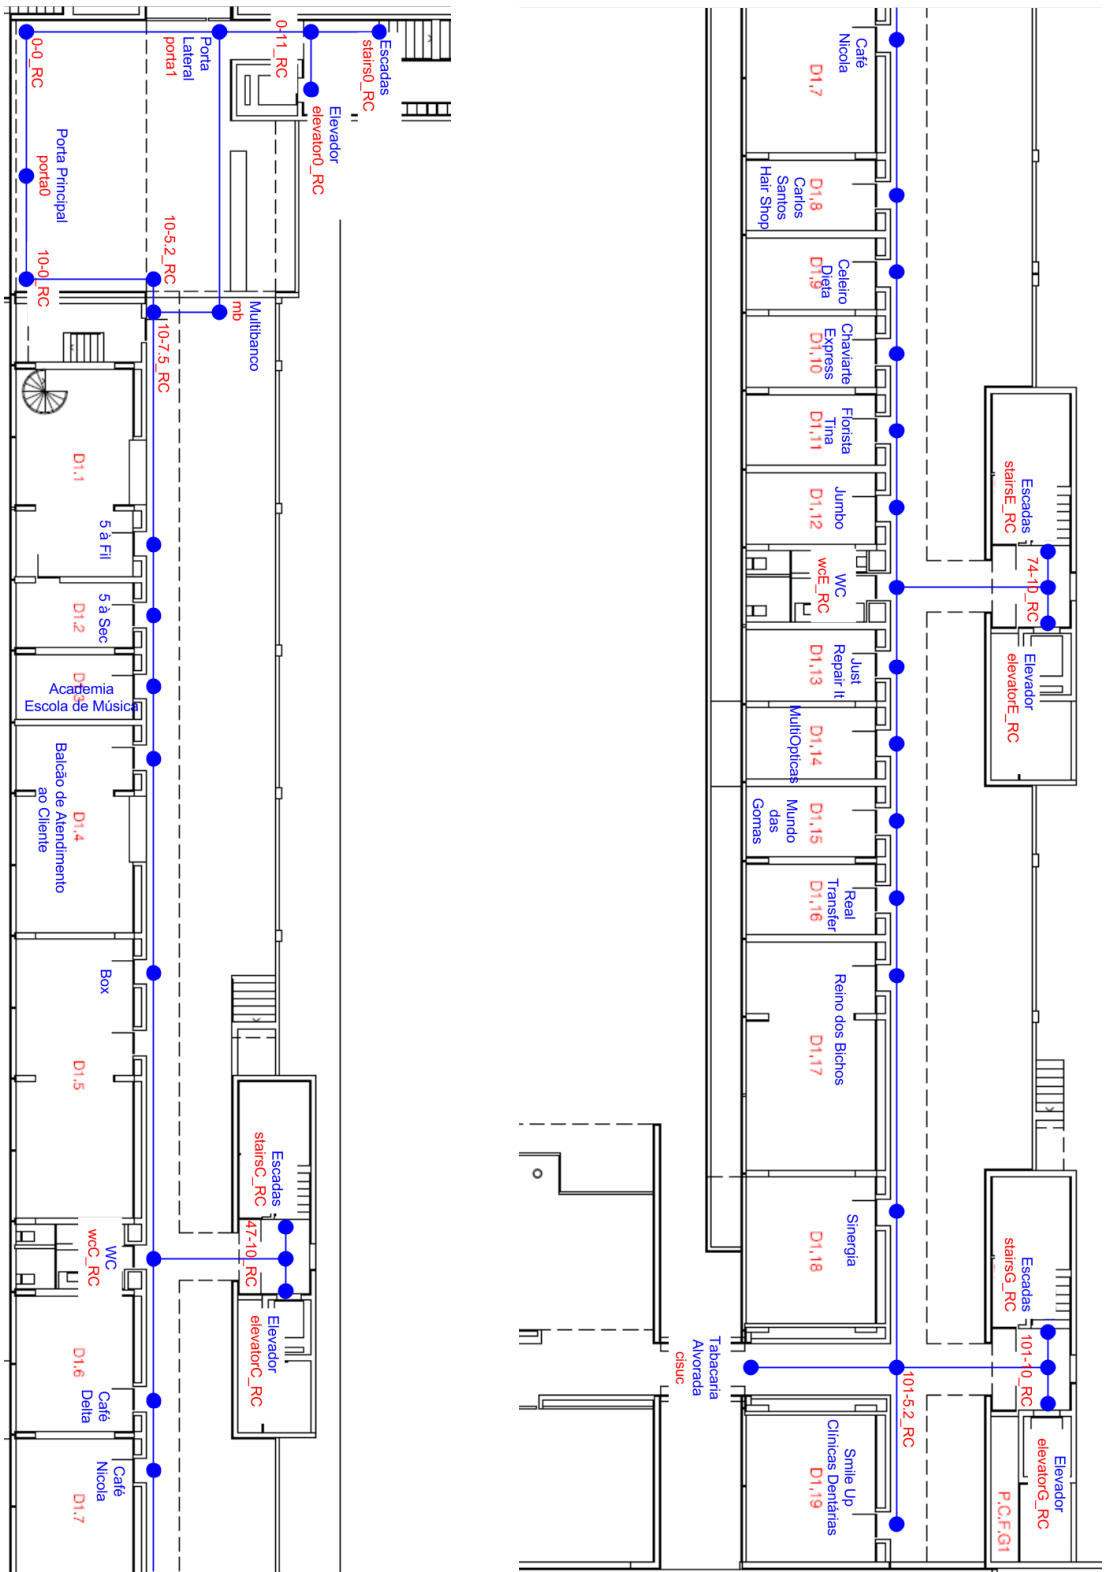 0-0_RC
Porta
Lateral
porta1
0-11_RC
Escadas
stairs0_RC
Elevador
elevator0_RC
Porta Principal
porta0
10-0_RC
10-5.2_RC
10-7.5_RC
Multibanco
mb
D1.1
5 à Fil
5 à Sec
D1.2
D1.3
Academia
Escola de Música
Balcão de Atendimento
ao Cliente
D1.4
Box
D1.5
Escadas
stairsC_RC
47-10_RC
WC
wcC_RC
Elevador
elevatorC_RC
D1.6
Café
Delta
Café
Nicola
D1.7
Café
Nicola
D1,7
Carlos
Santos
Hair Shop
D1,8
Celeiro
Dieta
D1,9
Chaviarte
Express
D1,10
Florista
Tina
D1,11
Jumbo
D1,12
Escadas
stairsE_RC
74-10_RC
WC
wcE_RC
Elevador
elevatorE_RC
Just
Repair It
D1,13
MultiOpticas
D1,14
Mundo
das
Gomas
D1,15
Real
Transfer
D1,16
Reino dos Bichos
D1,17
Sinergia
D1,18
Escadas
stairsG_RC
101-10_RC
Tabacaria
Alvorada
cisuc
101-5.2_RC
Smile Up
Clínicas Dentárias
D1,19
Elevador
elevatorG_RC
P.C.F.G1